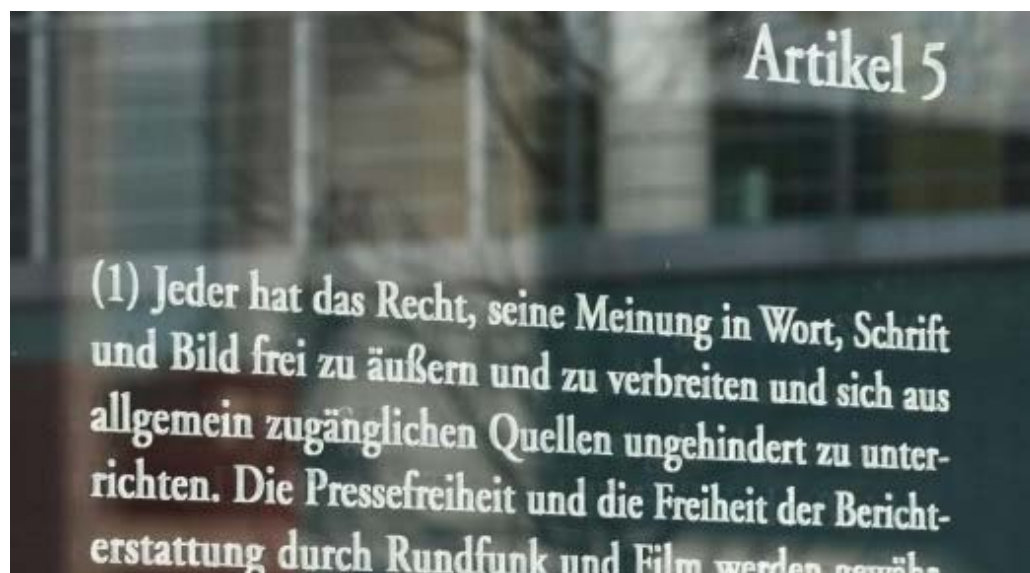 Artikel 5
(1) Jeder hat das Recht, seine Meinung in Wort, Schrift
und Bild frei zu äußern und zu verbreiten und sich aus
allgemein zugänglichen Quellen ungehindert zu unter-
richten. Die Pressefreiheit und die Freiheit der Bericht-
erstattung durch Rundfunk und Film werden gewähr-